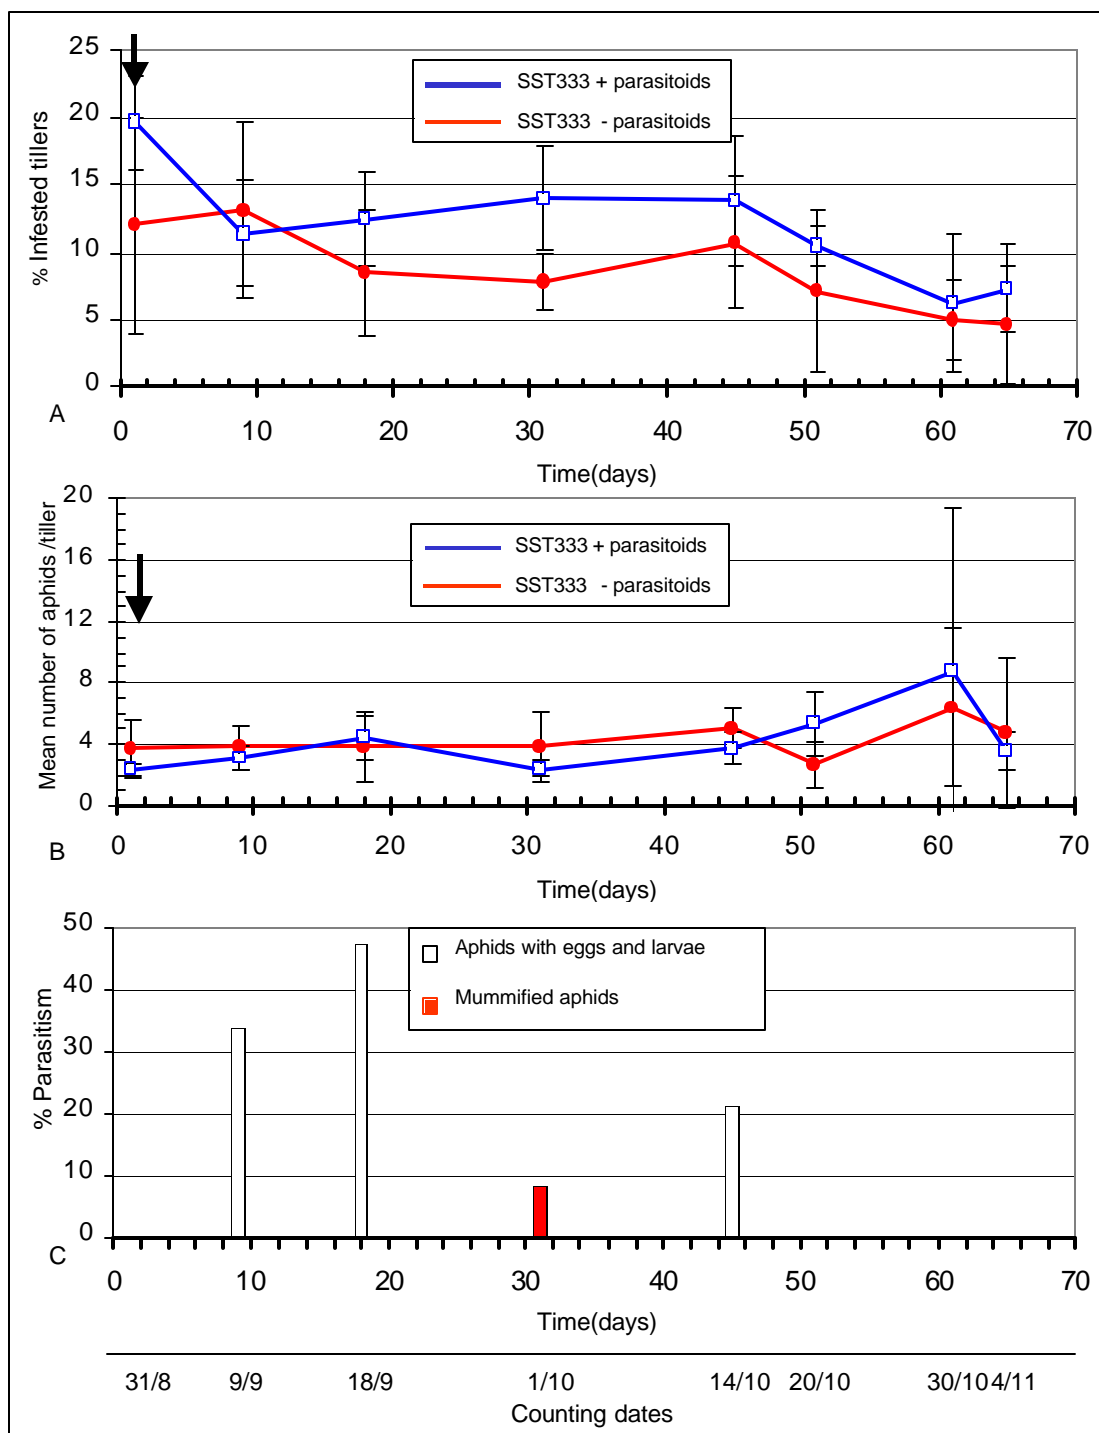 25
20
15
10
5
0
% Infested tillers
SST333 + parasitoids
SST333 - parasitoids
A
0 10 20 30 40 50 60 70
Time(days)
20
16
12
8
4
0
Mean number of aphids /tiller
SST333 + parasitoids
SST333 - parasitoids
B
0 10 20 30 40 50 60 70
Time(days)
50
40
30
20
10
0
% Parasitism
Aphids with eggs and larvae
Mummified aphids
C
0 10 20 30 40 50 60 70
Time(days)
31/8 9/9 18/9 1/10 14/10 20/10 30/10 4/11
Counting dates